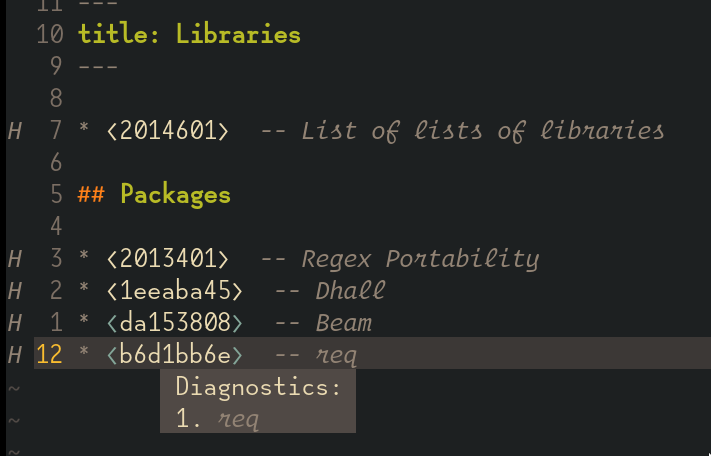 11 ---
10 title: Libraries
9 ---
8
H 7 * <2014601> -- List of lists of libraries
6
5 ## Packages
4
H 3 * <2013401> -- Regex Portability
H 2 * <1eeaba45> -- Dhall
H 1 * <da153808> -- Beam
H 12 * <b6d1bb6e> -- req
~ Diagnostics:
~ 1. req
~